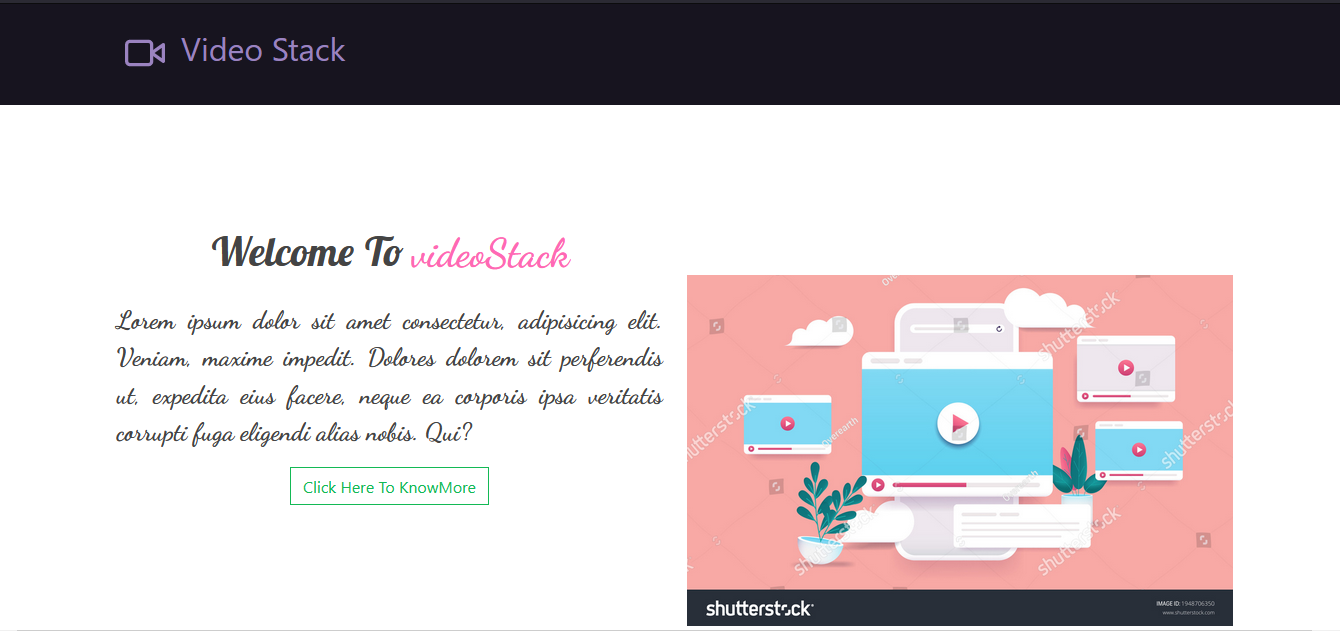 Video Stack
Welcome To videoStack
Lorem ipsum dolor sit amet consectetur, adipisicing elit.
Veniam, maxime impedit. Dolores dolorem sit perferendis
ut, expedita eius facere, neque ea corporis ipsa veritatis
corrupti fuga eligendi alias nobis. Qui?
Click Here To KnowMore
shutterstock
shutterstock
shutterstock
shutterstock
shutterstock
Overearth
shutterstock
IMAGE ID: 1948706350
www.shutterstock.com